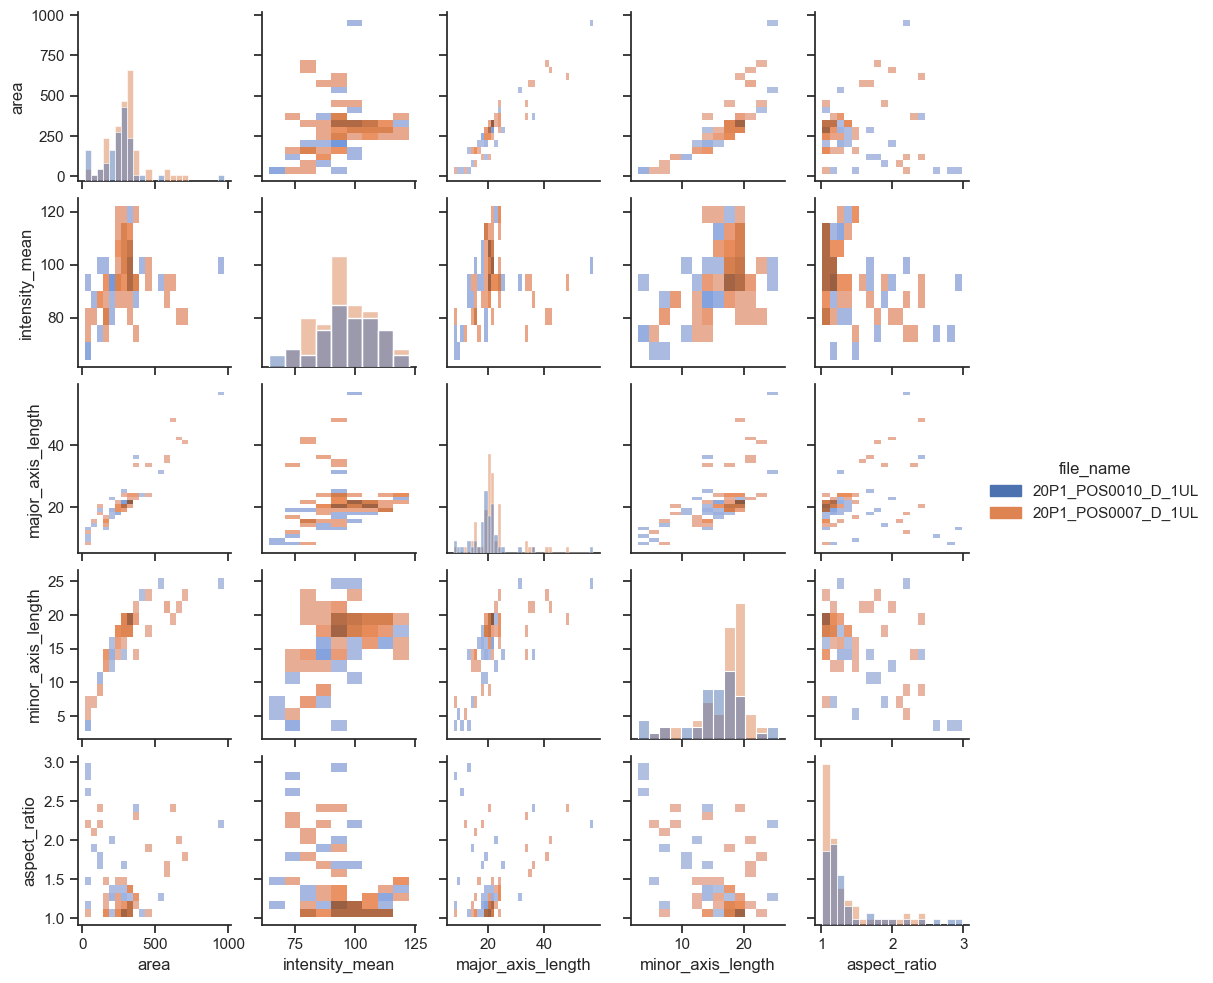 1000
750
500
250
0
area
120
100
80
intensity_mean
40
20
major_axis_length
25
20
15
10
5
minor_axis_length
3.0
2.5
2.0
1.5
1.0
aspect_ratio
0 500 1000
area
75 100 125
intensity_mean
20 40
major_axis_length
10 20
minor_axis_length
1 2 3
aspect_ratio
file_name
20P1_POS0010_D_1UL
20P1_POS0007_D_1UL